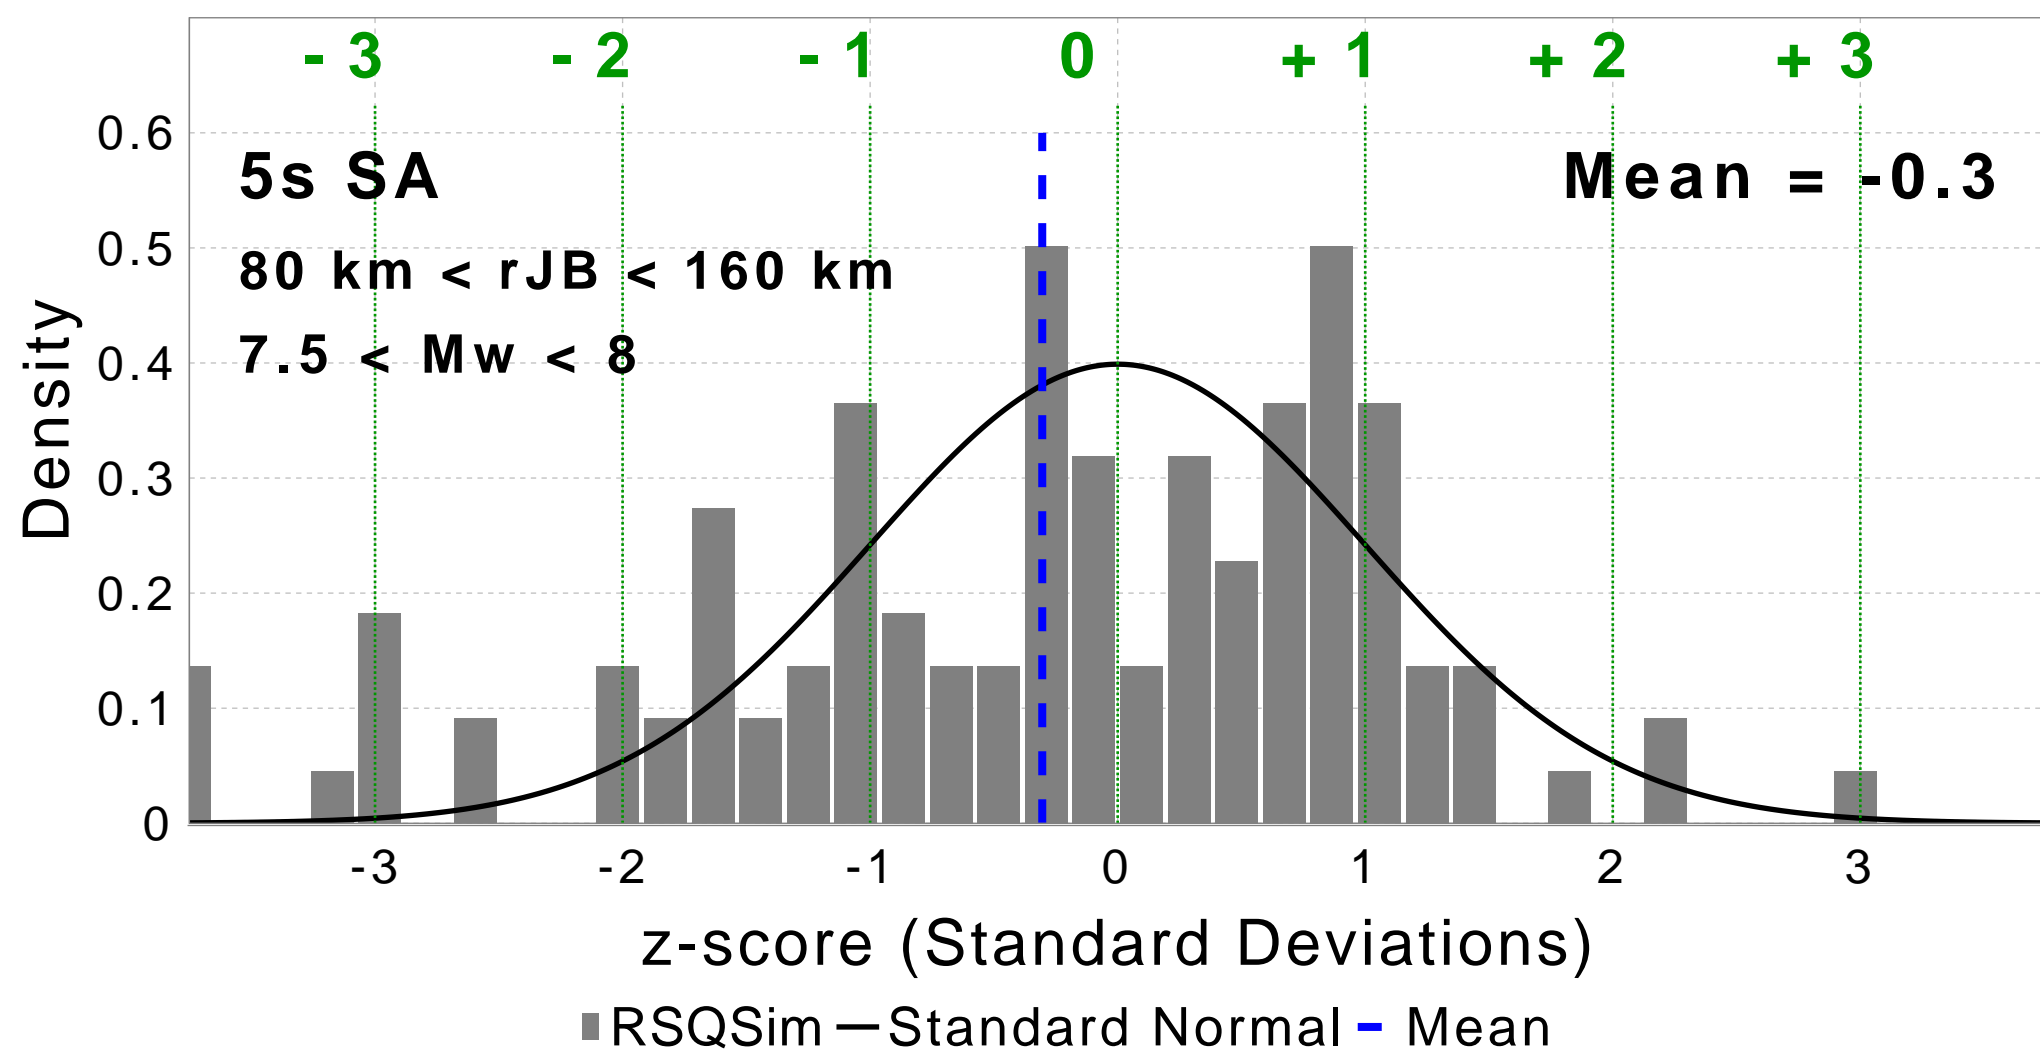 - 3 - 2 - 1 0 + 1 + 2 + 3
0.6
5s SA Mean = -0.3
0.5
80 km < rJB < 160 km
7.5 < Mw < 8
0.4
0.3
0.2
0.1
0
Density
-3 -2 -1 0 1 2 3
z-score (Standard Deviations)
RSQSim Standard Normal Mean